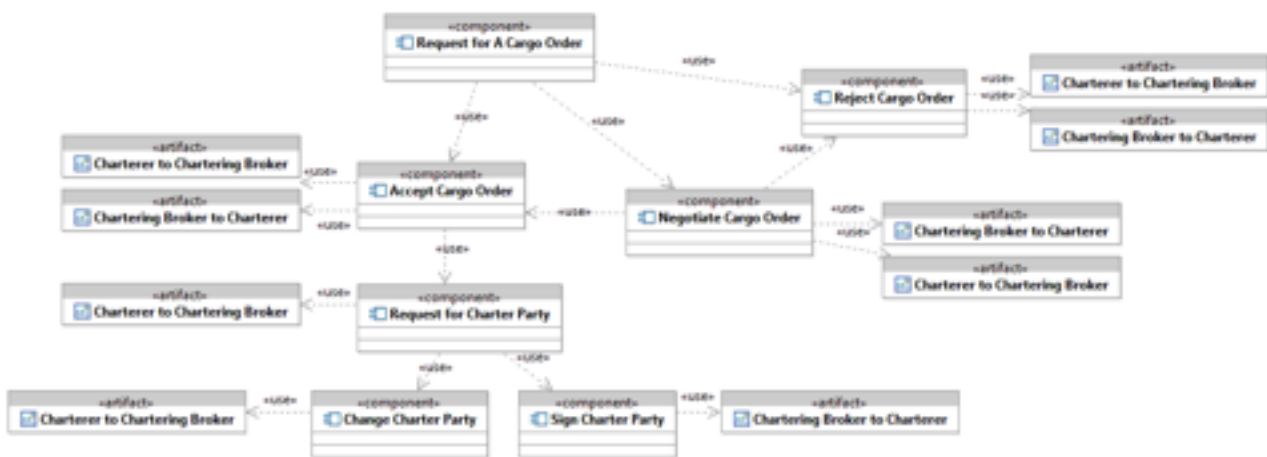 «component»
Request for A Cargo Order
«use»
«component»
Reject Cargo Order
«use»
«use»
«artifact»
Charterer to Chartering Broker
«artifact»
Chartering Broker to Charterer
«use»
«use»
«use»
«artifact»
Charterer to Chartering Broker
«use»
«component»
Accept Cargo Order
«artifact»
Chartering Broker to Charterer
«use»
«use»
«component»
Negotiate Cargo Order
«use»
«use»
«artifact»
Chartering Broker to Charterer
«artifact»
Charterer to Chartering Broker
«use»
«artifact»
Charterer to Chartering Broker
«use»
«component»
Request for Charter Party
«use»
«use»
«artifact»
Charterer to Chartering Broker
«use»
«component»
Change Charter Party
«component»
Sign Charter Party
«use»
«artifact»
Chartering Broker to Charterer